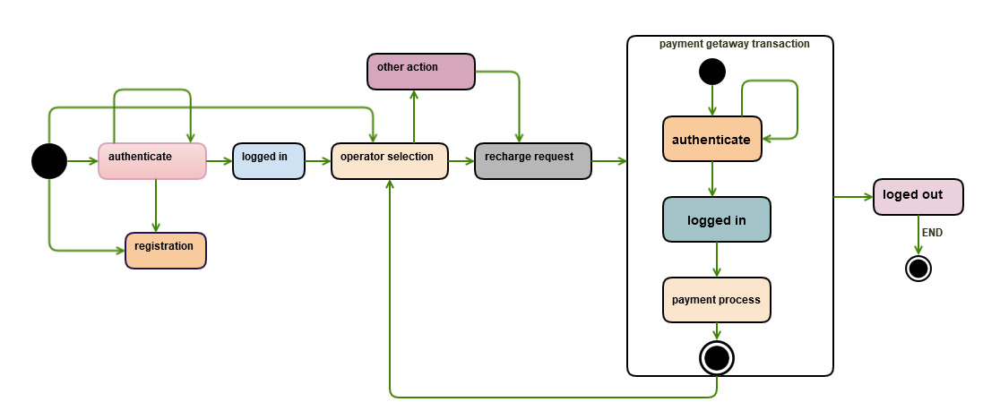 payment getaway transaction
other action
authenticate
authenticate
logged in
operator selection
recharge request
loged out
logged in
END
registration
payment process